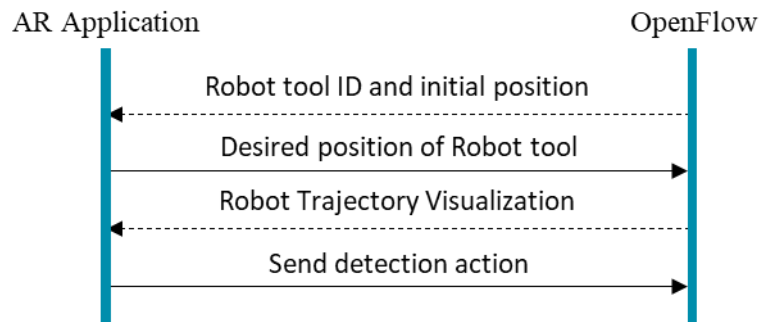 AR Application
OpenFlow
Robot tool ID and initial position
Desired position of Robot tool
Robot Trajectory Visualization
Send detection action